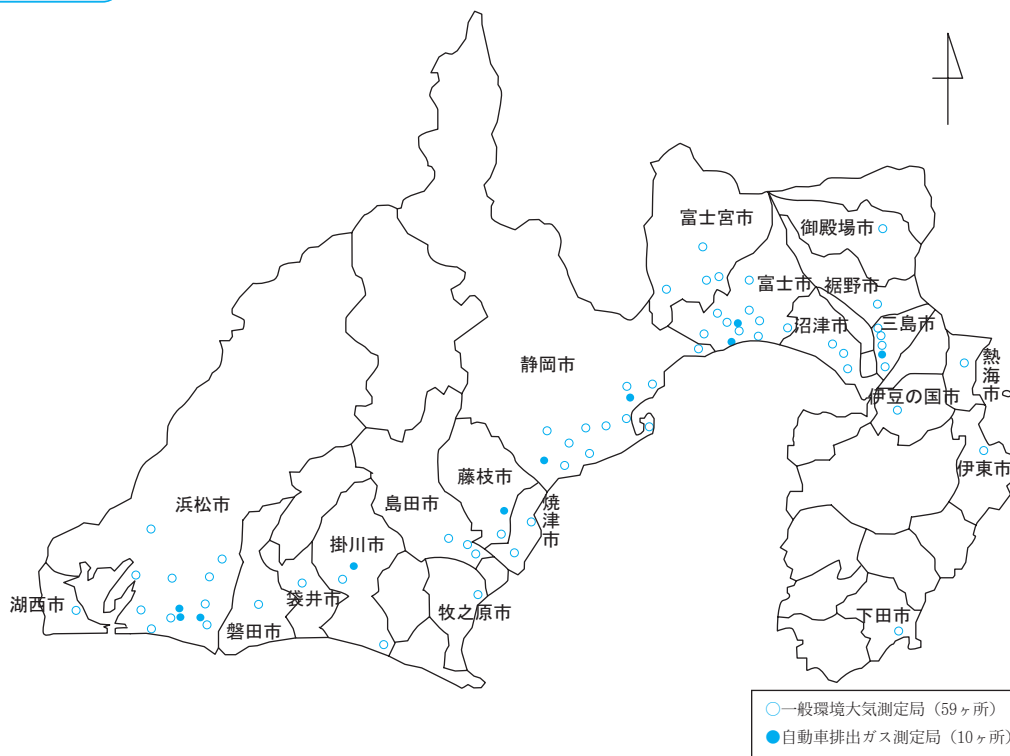 富士宮市
御殿場市
富士市
裾野市
沼津市
三島市
静岡市
熱海市
伊豆の国市
伊東市
藤枝市
浜松市
島田市
焼津市
掛川市
湖西市
袋井市
牧之原市
磐田市
下田市
○一般環境大気測定局（59ヶ所）
●自動車排出ガス測定局（10ヶ所）